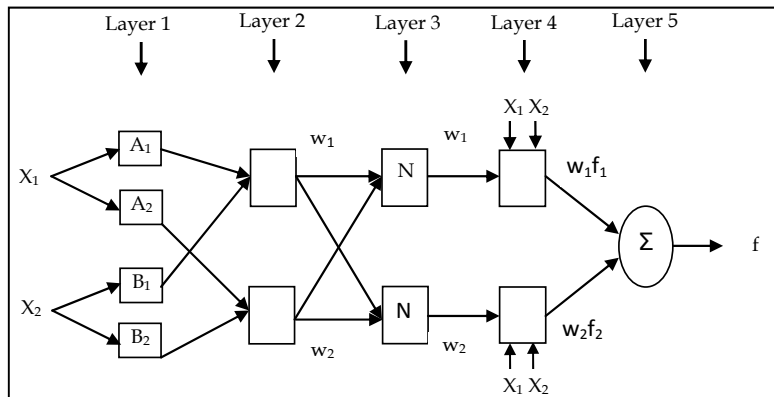 Layer 1 Layer 2 Layer 3 Layer 4 Layer 5
X₁ X₂
A₁ w₁ w₁
X₁ N w₁f₁
A₂
Σ f
B₁
X₂ N w₂f₂
B₂ w₂ w₂
X₁ X₂